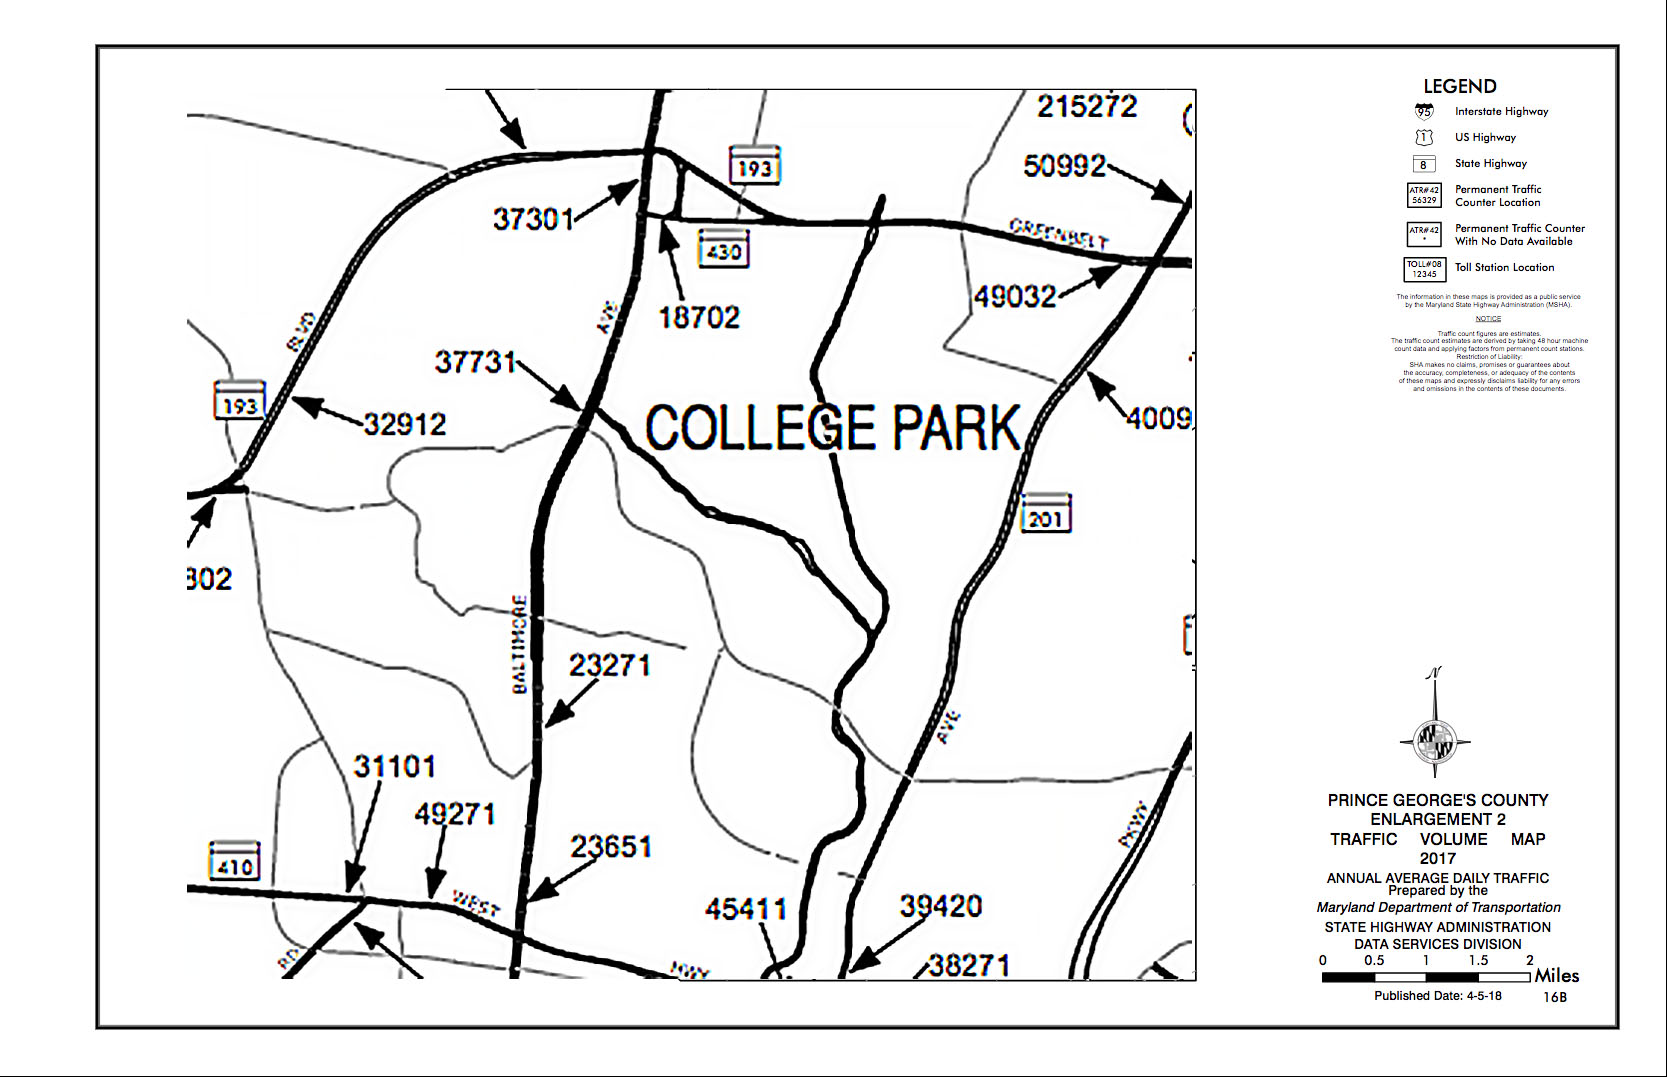 215272
50992
193
37301
430
GREENBELT
49032
18702
AVE
BLVD
37731
193
32912
COLLEGE PARK
4009
201
802
BALTIMORE
23271
AVE
31101
49271
PKWY
23651
410
WEST
45411
39420
RD
HWY
38271
LEGEND
95 Interstate Highway
1 US Highway
8 State Highway
ATR#42 Permanent Traffic
56329 Counter Location
ATR#42 Permanent Traffic Counter
* With No Data Available
TOLL#08 Toll Station Location
12345
The information in these maps is provided as a public service
by the Maryland State Highway Administration (MSHA).
NOTICE
Traffic count figures are estimates.
The traffic count estimates are derived by taking 48 hour machine
count data and applying factors from permanent count stations.
Restriction of Liability:
SHA makes no claims, promises or guarantees about
the accuracy, completeness, or adequacy of the contents
of these maps and expressly disclaims liability for any errors
and omissions in the contents of these documents.
N
PRINCE GEORGE'S COUNTY
ENLARGEMENT 2
TRAFFIC VOLUME MAP
2017
ANNUAL AVERAGE DAILY TRAFFIC
Prepared by the
Maryland Department of Transportation
STATE HIGHWAY ADMINISTRATION
DATA SERVICES DIVISION
0 0.5 1 1.5 2 Miles
Published Date: 4-5-18 16B